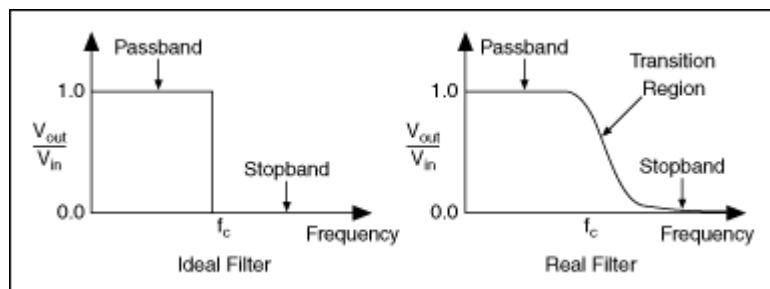 Passband
1.0
Vout
Vin
Stopband
0.0
fc
Frequency
Ideal Filter
Passband
Transition
Region
1.0
Vout
Vin
Stopband
0.0
fc
Frequency
Real Filter